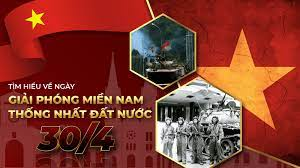 TÌM HIỂU VỀ NGÀY
GIẢI PHÓNG MIỀN NAM
THỐNG NHẤT ĐẤT NƯỚC
30/4